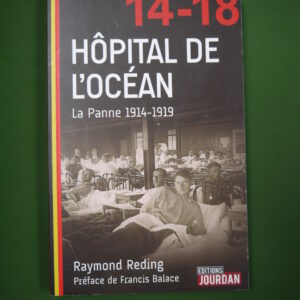 14-18
HÔPITAL DE
L'OCÉAN
La Panne 1914-1919
Raymond Reding
Préface de Francis Balace
EDITIONS
JOURDAN